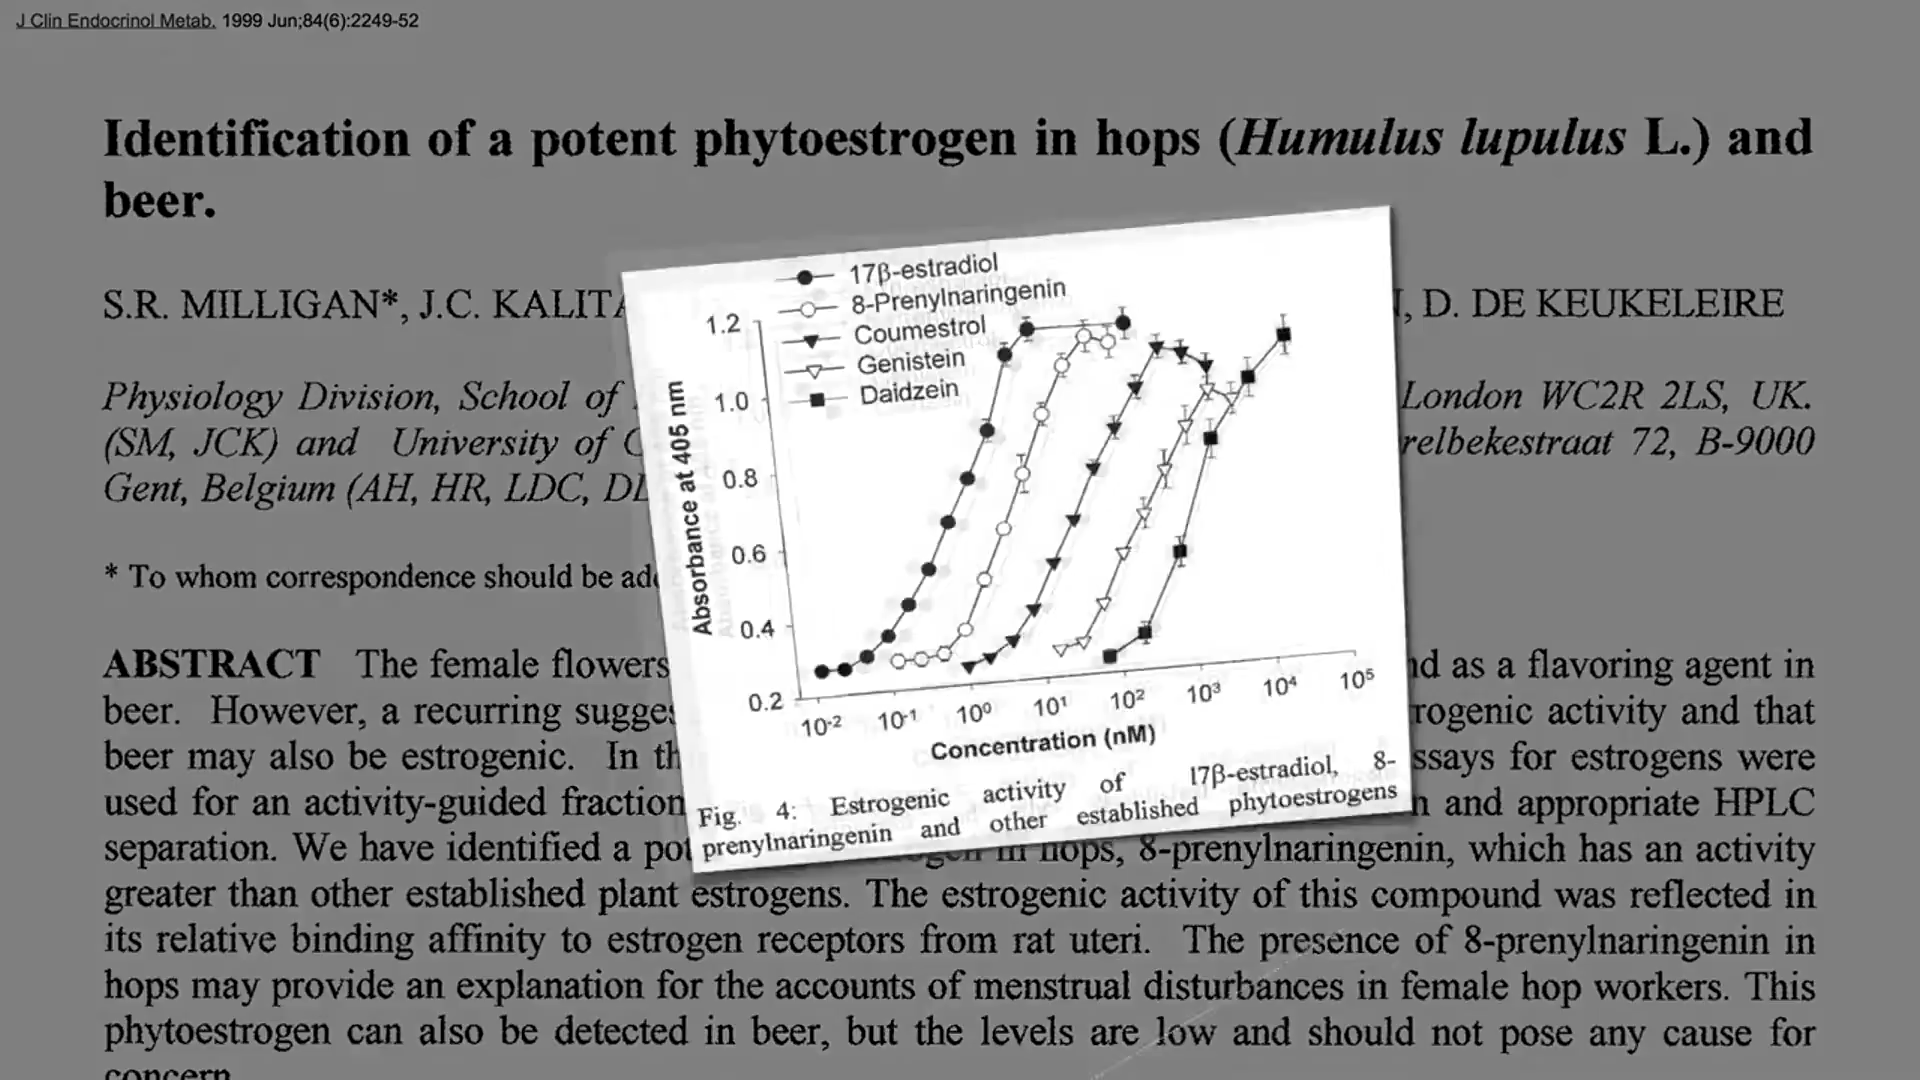 J Clin Endocrinol Metab. 1999 Jun;84(6):2249-52
Identification of a potent phytoestrogen in hops (Humulus lupulus L.) and
beer.
S.R. MILLIGAN*, J.C. KALITA
D. DE KEUKELEIRE
Physiology Division, School of
London WC2R 2LS, UK.
(SM, JCK) and University of
relbekestraat 72, B-9000
Gent, Belgium (AH, HR, LDC,
* To whom correspondence should be
ABSTRACT The female flowers
as a flavoring agent in
beer. However, a recurring
rogenic activity and that
beer may also be estrogenic. In
ssays for estrogens were
used for an activity-guided fraction
and appropriate HPLC
separation. We have identified a
in hops, 8-prenylnaringenin, which has an activity
greater than other established plant estrogens. The estrogenic activity of this compound was reflected in
its relative binding affinity to estrogen receptors from rat uteri. The presence of 8-prenylnaringenin in
hops may provide an explanation for the accounts of menstrual disturbances in female hop workers. This
phytoestrogen can also be detected in beer, but the levels are low and should not pose any cause for
concern
17β-estradiol
8-Prenylnaringenin
Coumestrol
Genistein
Daidzein
Absorbance at 405 nm
1.2
1.0
0.8
0.6
0.4
0.2
10-2 10-1 10⁰ 10¹ 10² 10³ 10⁴ 10⁵
Concentration (nM)
Fig. 4: Estrogenic activity of 17β-estradiol, 8-
prenylnaringenin and other established phytoestrogens